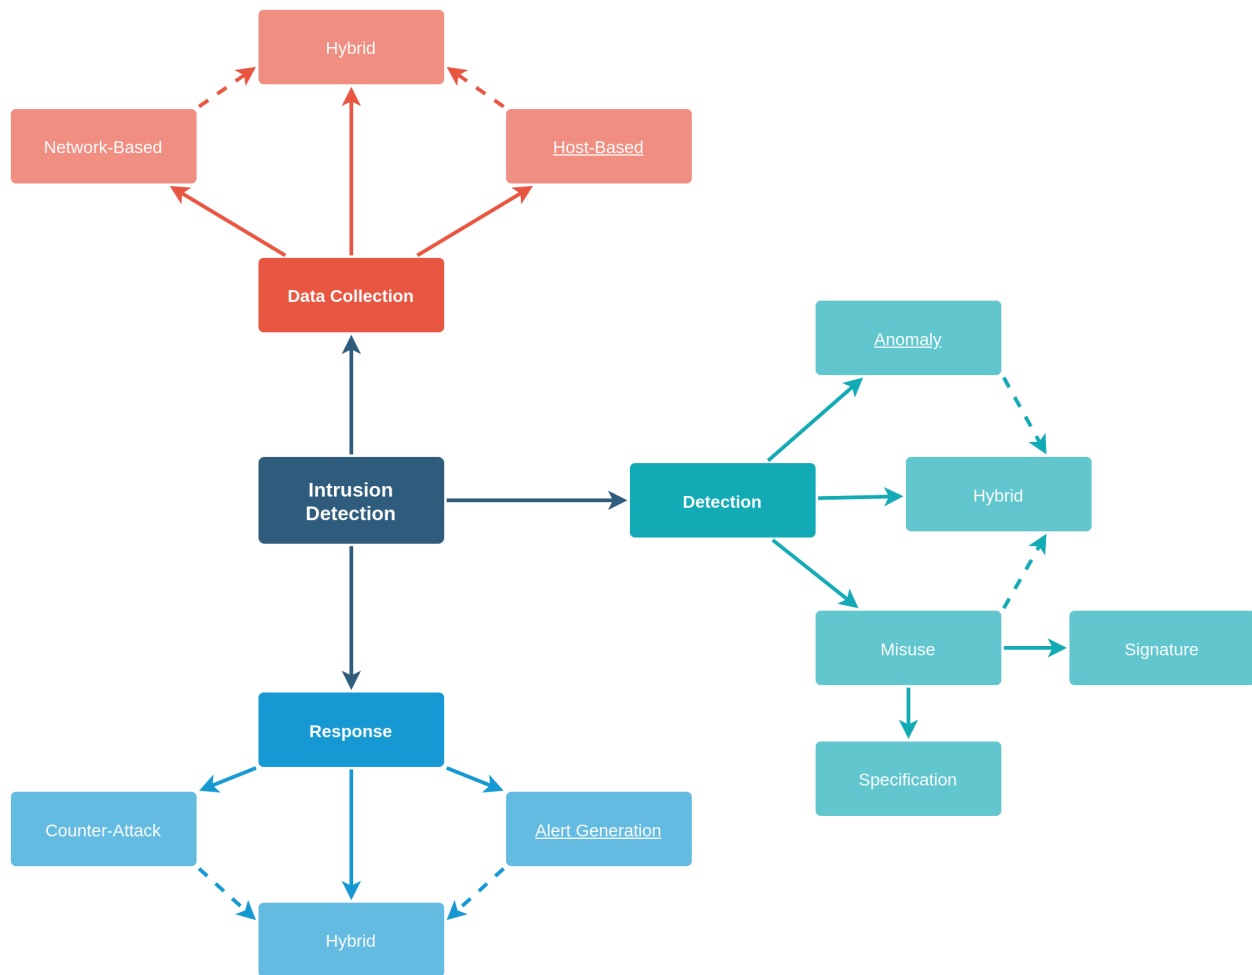 Hybrid
Network-Based
Host-Based
Data Collection
Anomaly
Intrusion
Detection
Detection
Hybrid
Misuse
Signature
Response
Specification
Counter-Attack
Alert Generation
Hybrid